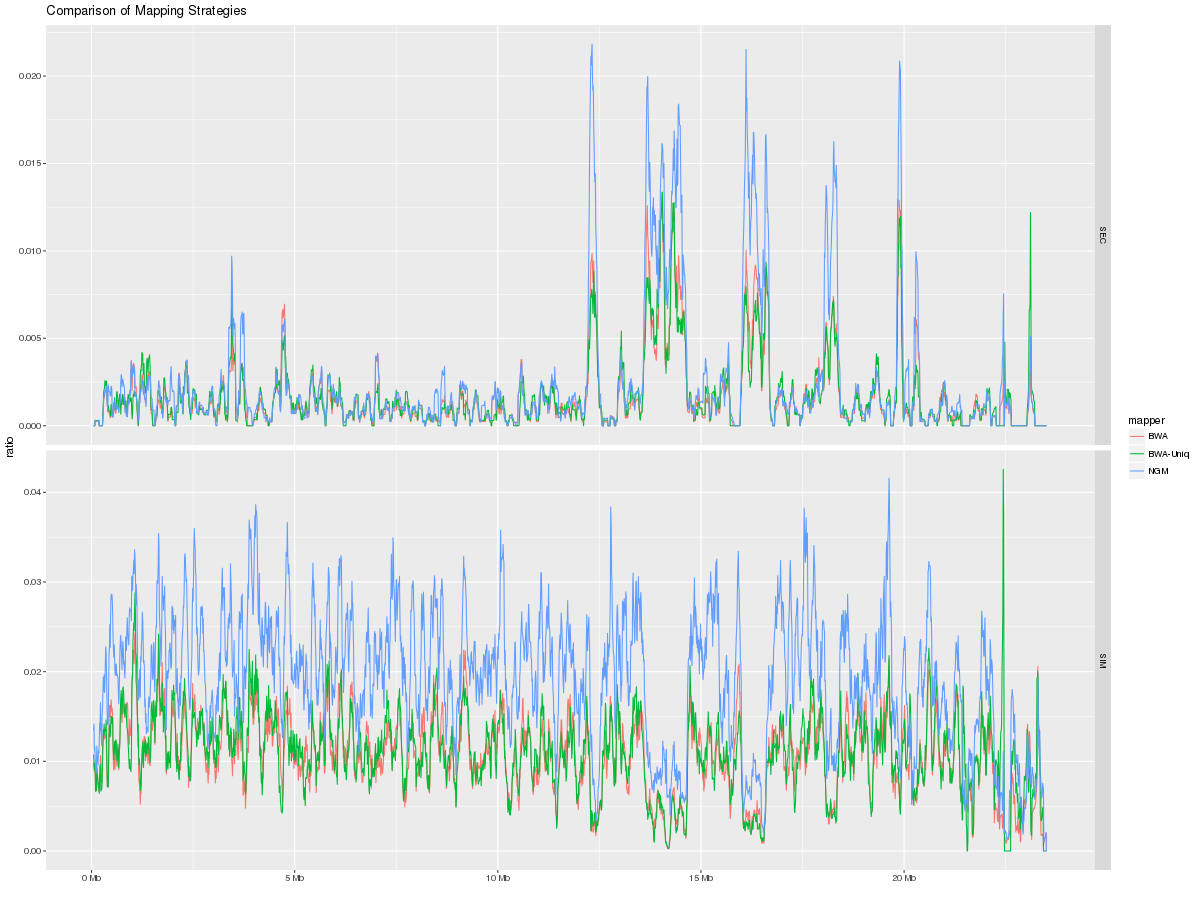 Comparison of Mapping Strategies
0.020
0.015
0.010
0.005
0.000
SEC
ratio
mapper
BWA
BWA-Uniq
NGM
0.04
0.03
0.02
0.01
0.00
SIM
0 Mb
5 Mb
10 Mb
15 Mb
20 Mb